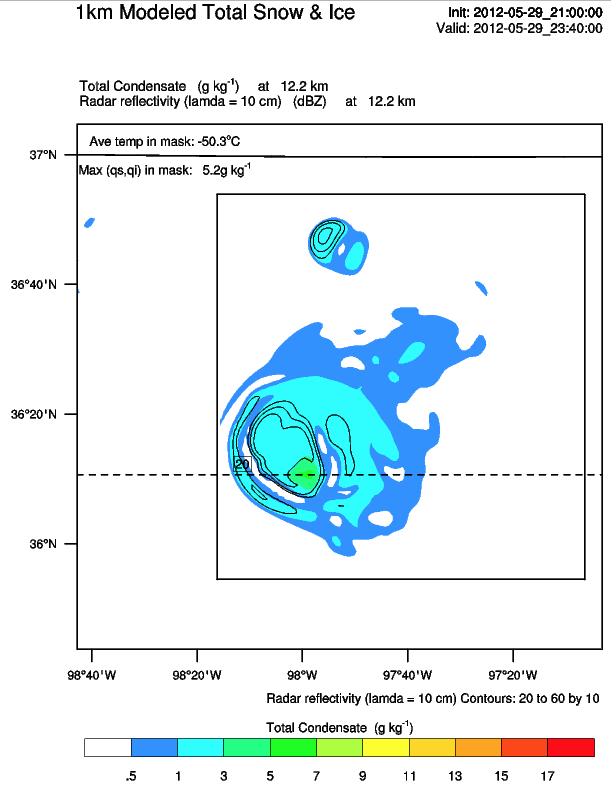 1km Modeled Total Snow & Ice
Init: 2012-05-29_21:00:00
Valid: 2012-05-29_23:40:00
Total Condensate (g kg-1) at 12.2 km
Radar reflectivity (lamda = 10 cm) (dBZ) at 12.2 km
Ave temp in mask: -50.3°C
37°N
Max (qs,qi) in mask: 5.2g kg-1
36°40'N
36°20'N
20
36°N
98°40'W 98°20'W 98°W 97°40'W 97°20'W
Radar reflectivity (lamda = 10 cm) Contours: 20 to 60 by 10
Total Condensate (g kg-1)
.5 1 3 5 7 9 11 13 15 17